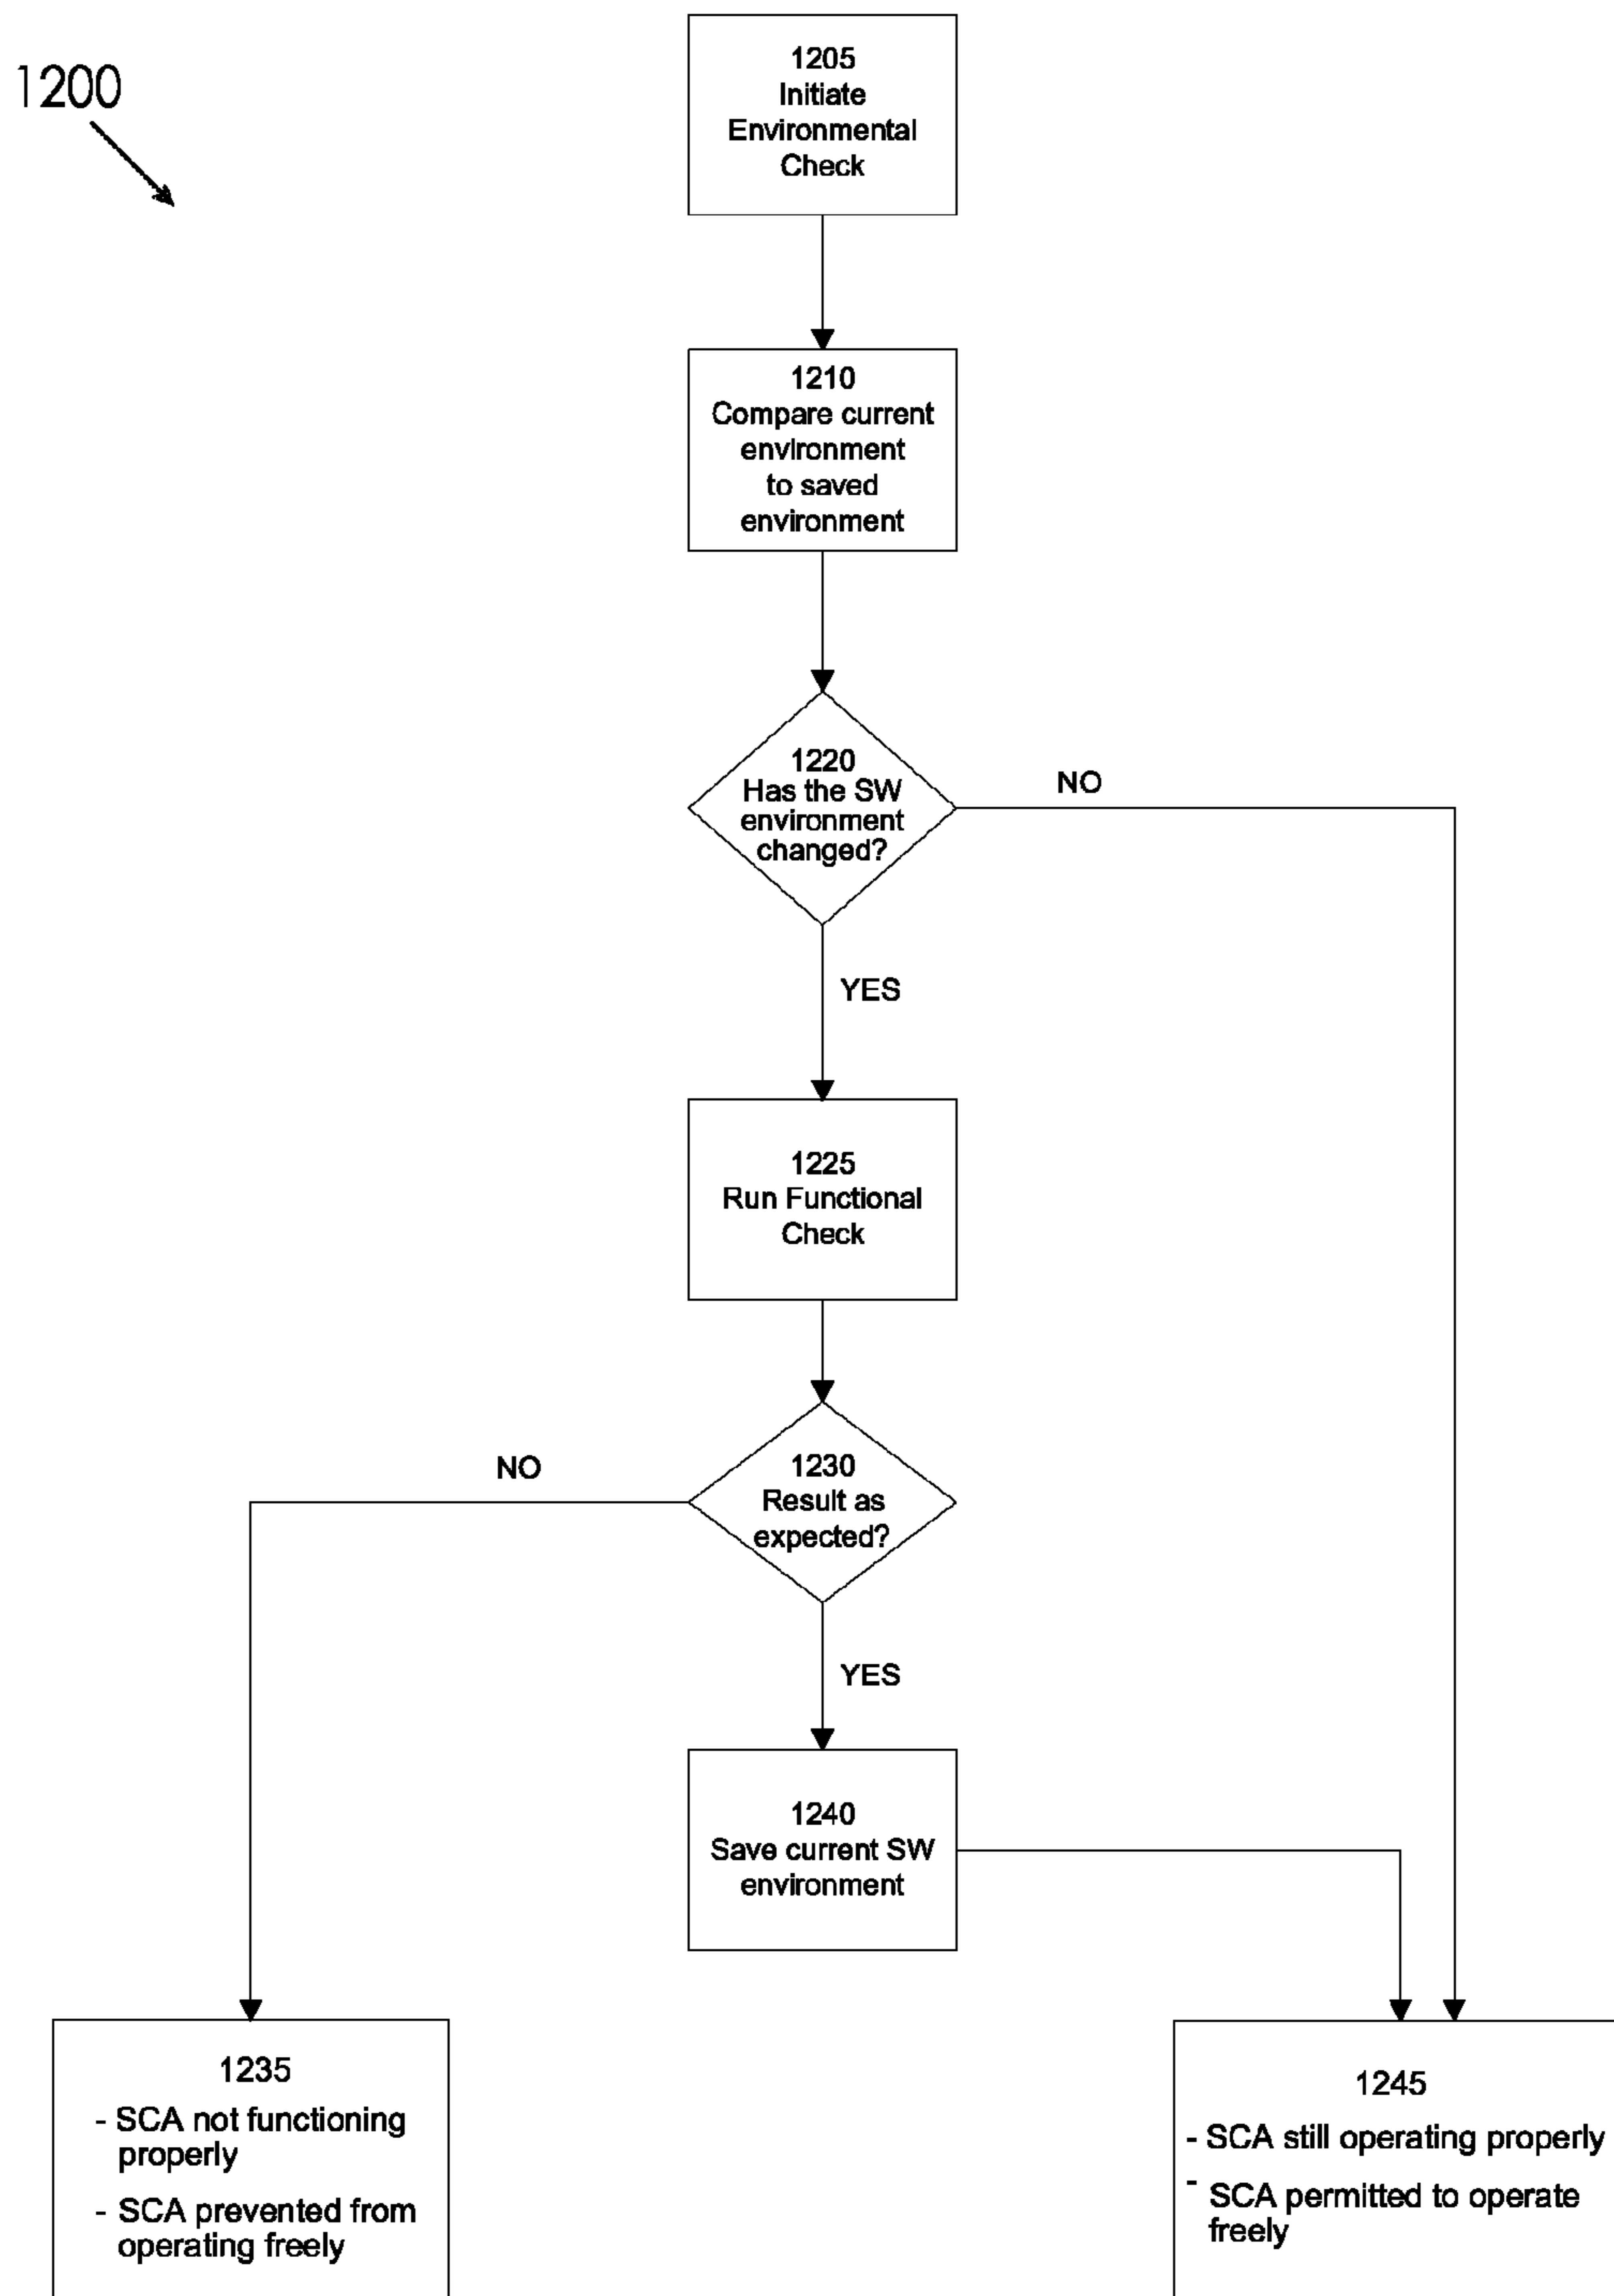 1200
1205
Initiate
Environmental
Check
1210
Compare current
environment
to saved
environment
1220
Has the SW
environment
changed?
NO
YES
1225
Run Functional
Check
1230
Result as
expected?
NO
YES
1240
Save current SW
environment
1235
- SCA not functioning
properly
- SCA prevented from
operating freely
1245
- SCA still operating properly
- SCA permitted to operate
freely